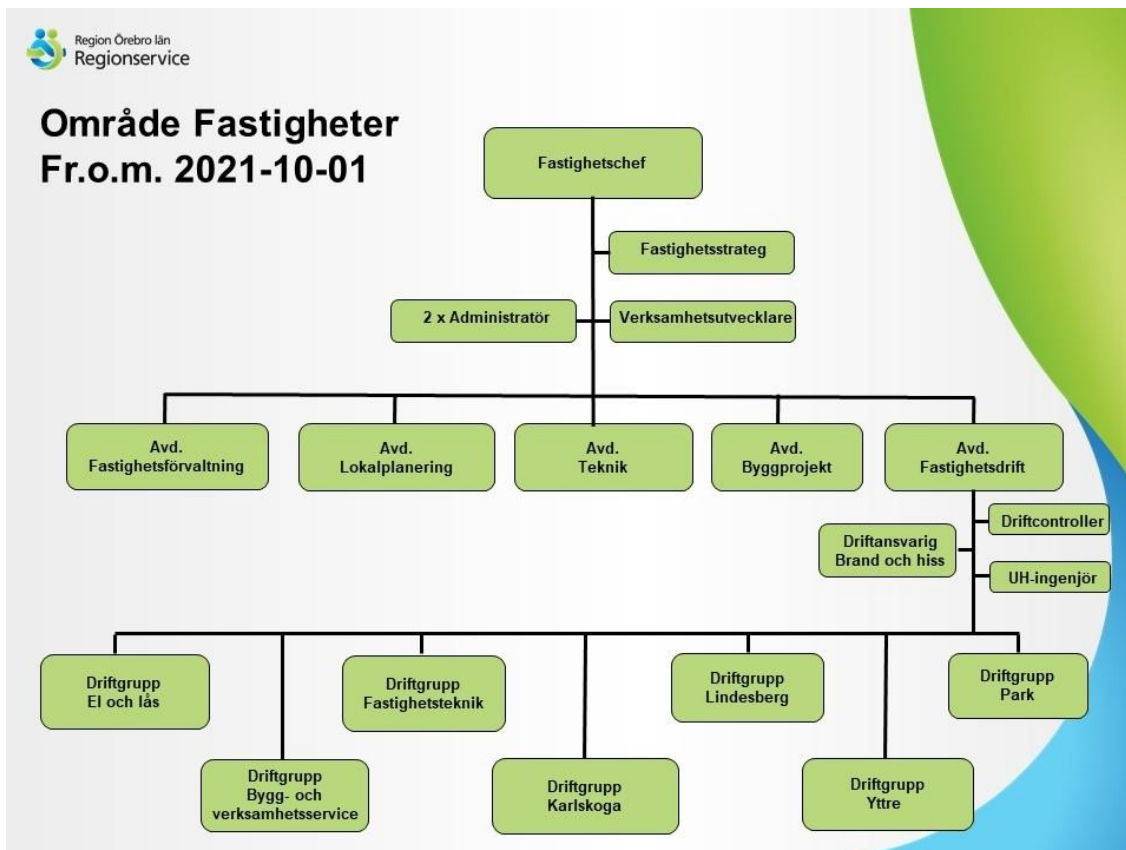 Region Örebro län
Regionservice
Område Fastigheter
Fr.o.m. 2021-10-01
Fastighetschef
Fastighetsstrateg
2 x Administratör
Verksamhetsutvecklare
Avd.
Fastighetsförvaltning
Avd.
Lokalplanering
Avd.
Teknik
Avd.
Byggprojekt
Avd.
Fastighetsdrift
Driftcontroller
Driftansvarig
Brand och hiss
UH-ingenjör
Driftgrupp
El och lås
Driftgrupp
Fastighetsteknik
Driftgrupp
Lindesberg
Driftgrupp
Park
Driftgrupp
Bygg- och
verksamhetsservice
Driftgrupp
Karlskoga
Driftgrupp
Yttre